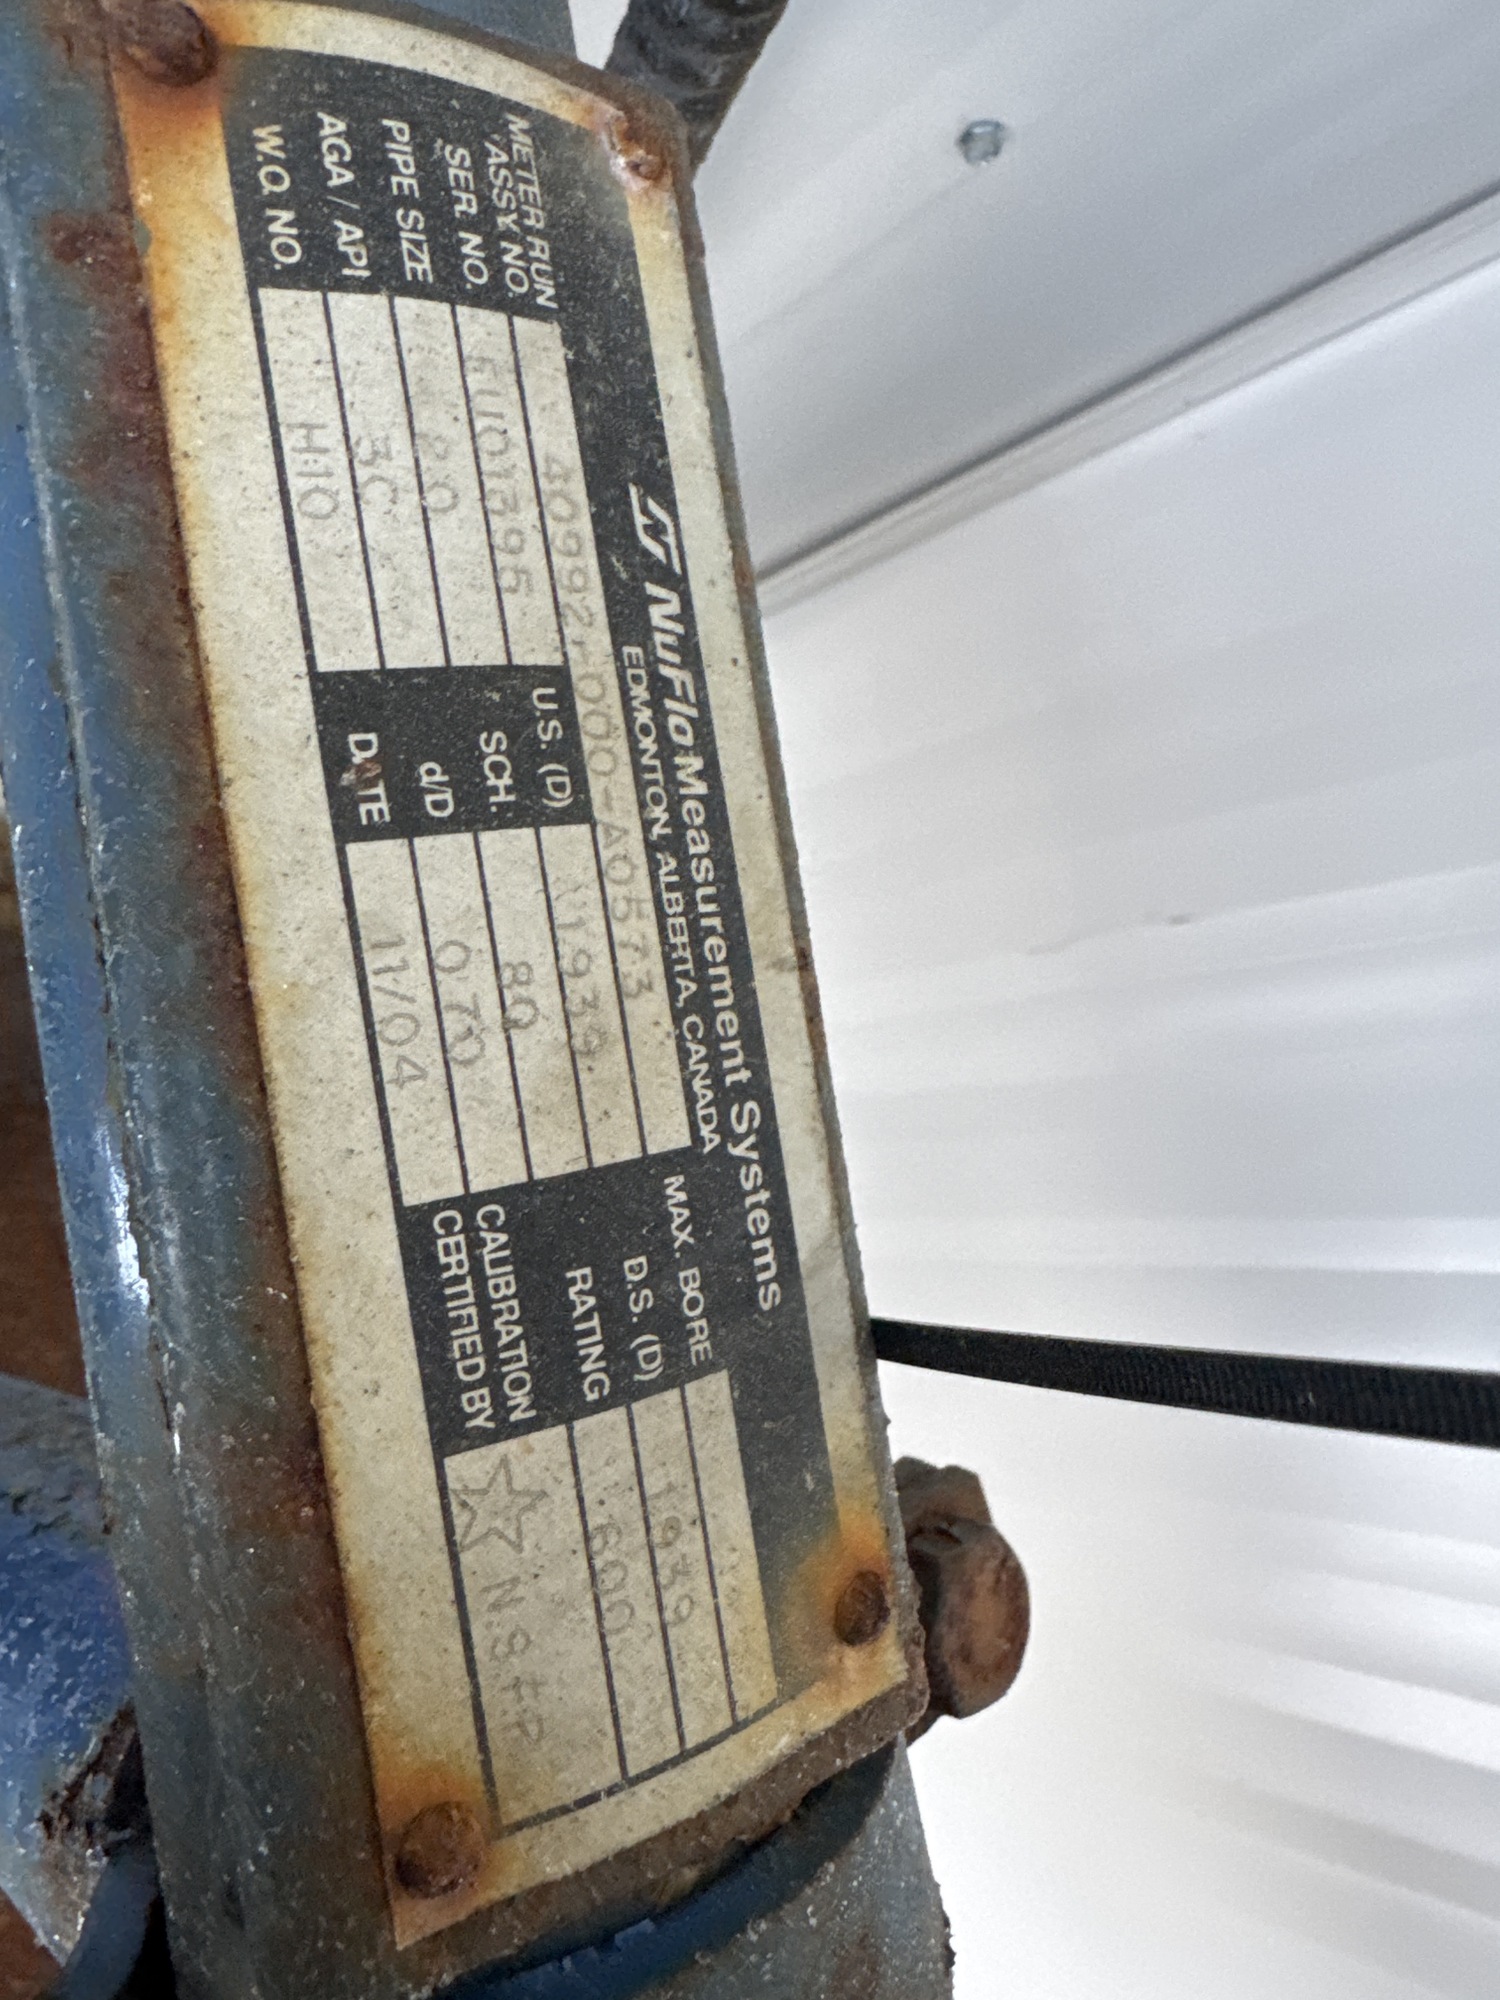 NuFlo Measurement Systems
EDMONTON, ALBERTA, CANADA
METER RUN
ASSY. NO. 40992-000-A0573 MAX. BORE
SER. NO. U.S. (D) 1.939 D.S. (D) 1.939
PIPE SIZE 2.0 SCH. 80 RATING 600
AGA / API 3C d/D 0.70 CALIBRATION
W.O. NO. H10 DATE 11/04 CERTIFIED BY